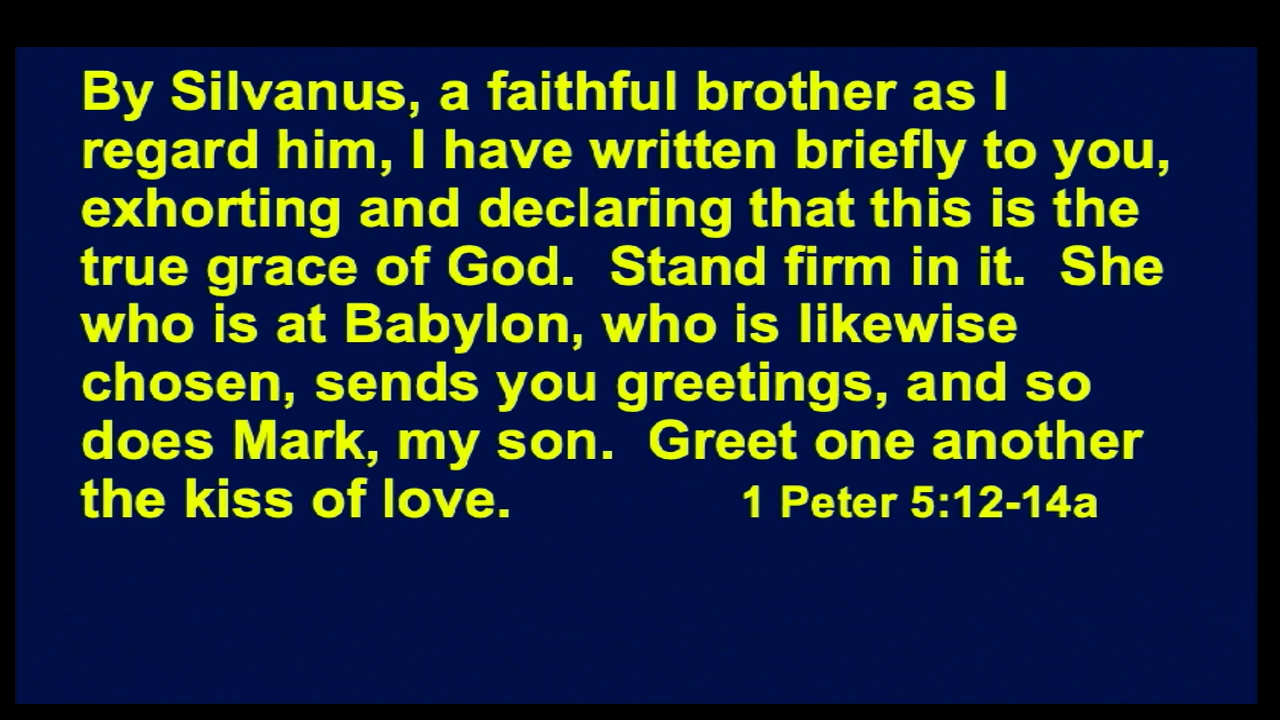 By Silvanus, a faithful brother as I
regard him, I have written briefly to you,
exhorting and declaring that this is the
true grace of God.  Stand firm in it.  She
who is at Babylon, who is likewise
chosen, sends you greetings, and so
does Mark, my son.  Greet one another
the kiss of love. 1 Peter 5:12-14a